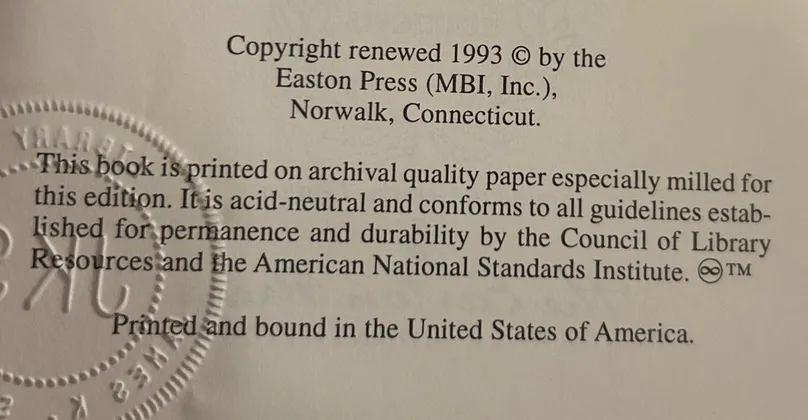 Copyright renewed 1993 © by the
Easton Press (MBI, Inc.),
Norwalk, Connecticut.
This book is printed on archival quality paper especially milled for
this edition. It is acid-neutral and conforms to all guidelines estab-
lished for permanence and durability by the Council of Library
Resources and the American National Standards Institute. ♾™
Printed and bound in the United States of America.